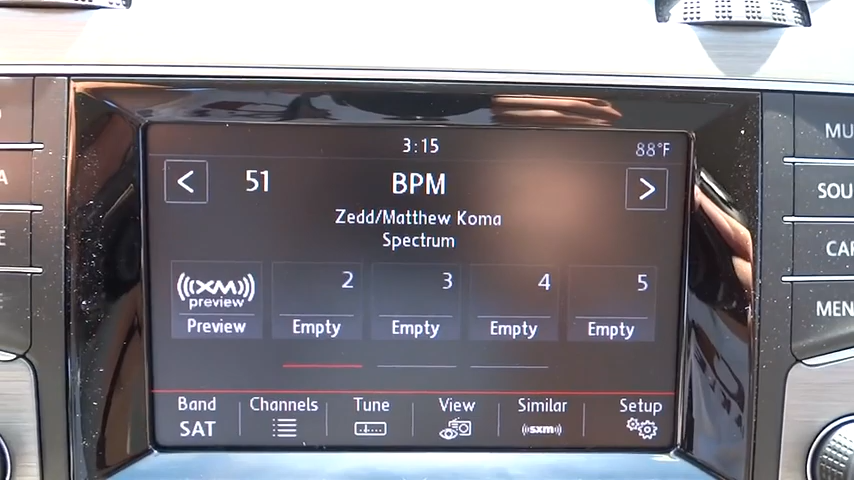 3:15
88°F
< 51 BPM >
Zedd/Matthew Koma
Spectrum
((XM))
preview
Preview
2
Empty
3
Empty
4
Empty
5
Empty
Band
SAT
Channels
Tune
View
Similar
((sxm))
Setup
MU
SOU
CAR
MEN
A
E